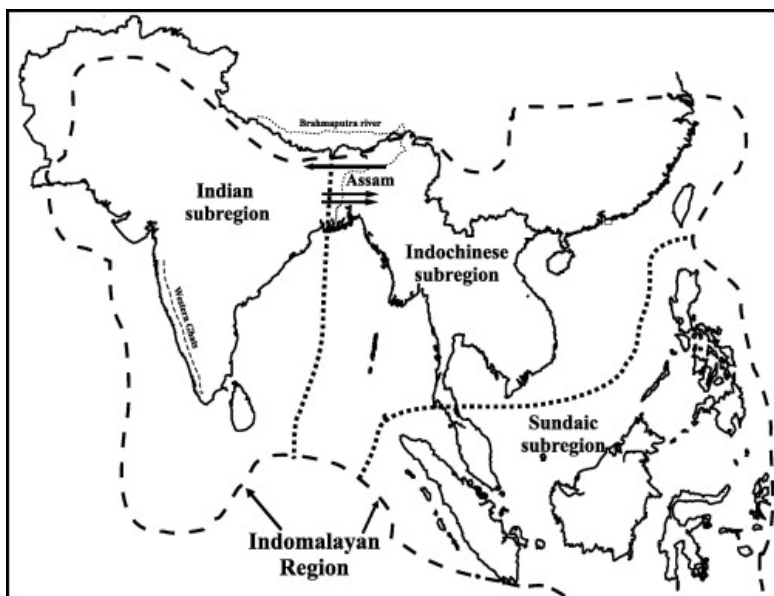 Brahmaputra river
Assam
Indian
subregion
Indochinese
subregion
Western Ghats
Sundaic
subregion
Indomalayan
Region